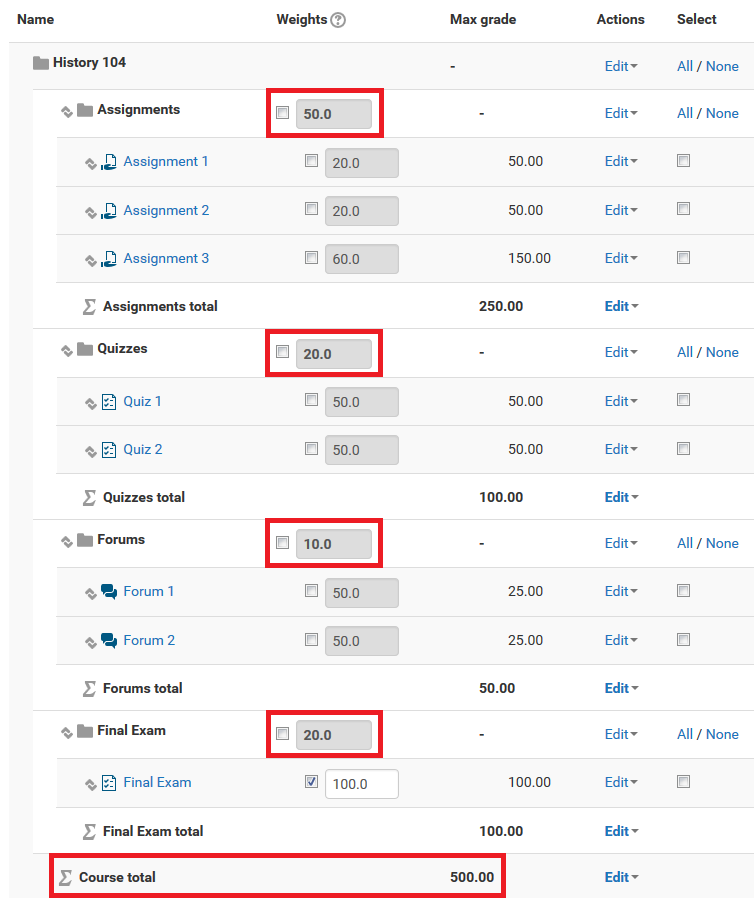 Name Weights ? Max grade Actions Select
History 104 - Edit All / None
Assignments 50.0 - Edit All / None
Assignment 1 20.0 50.00 Edit
Assignment 2 20.0 50.00 Edit
Assignment 3 60.0 150.00 Edit
Σ Assignments total 250.00 Edit
Quizzes 20.0 - Edit All / None
Quiz 1 50.0 50.00 Edit
Quiz 2 50.0 50.00 Edit
Σ Quizzes total 100.00 Edit
Forums 10.0 - Edit All / None
Forum 1 50.0 25.00 Edit
Forum 2 50.0 25.00 Edit
Σ Forums total 50.00 Edit
Final Exam 20.0 - Edit All / None
Final Exam 100.0 100.00 Edit
Σ Final Exam total 100.00 Edit
Σ Course total 500.00 Edit